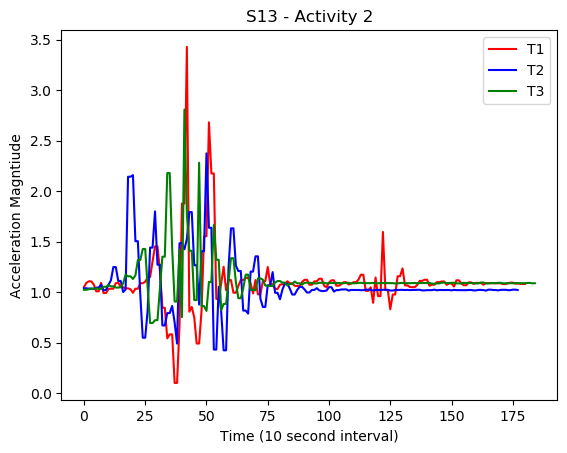 S13 - Activity 2
T1
T2
T3
3.5
3.0
2.5
2.0
1.5
1.0
0.5
0.0
Acceleration Magntiude
0 25 50 75 100 125 150 175
Time (10 second interval)